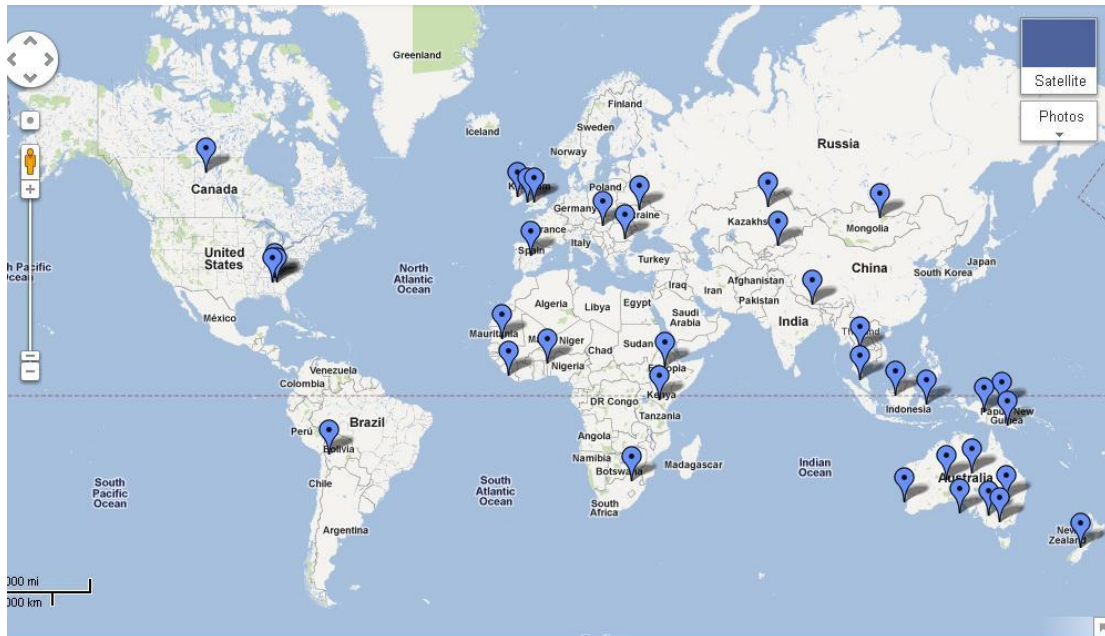 Greenland
Satellite
Photos
Iceland
Finland
Sweden
Norway
Russia
Canada
Poland
Germany
Ukraine
Kazakhs
Mongolia
France
Italy
Spain
United
States
North
Atlantic
Ocean
Turkey
China
South Korea
Japan
h Pacific
Ocean
Iraq
Iran
Afghanistan
Pakistan
Algeria
Libya
Egypt
Saudi
Arabia
India
México
Mauritania
Niger
Chad
Sudan
Thailand
Nigeria
Ethiopia
Venezuela
Colombia
Kenya
DR Congo
Tanzania
Indonesia
Papua New
Guinea
Brazil
Perú
Bolivia
Angola
Namibia
Botswana
Madagascar
Indian
Ocean
Australia
South
Pacific
Ocean
Chile
South
Atlantic
Ocean
South
Africa
Argentina
New
Zealand
000 mi
000 km